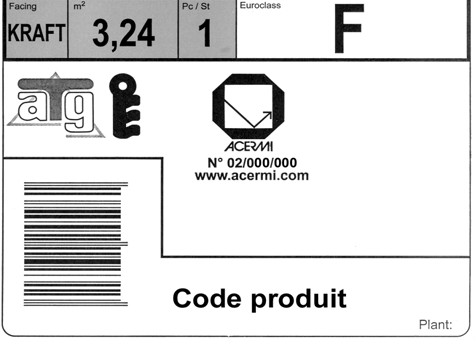 Facing m² Pc / St Euroclass
KRAFT 3,24 1 F
aTg
ACERMI
N° 02/000/000
www.acermi.com
Code produit
Plant: